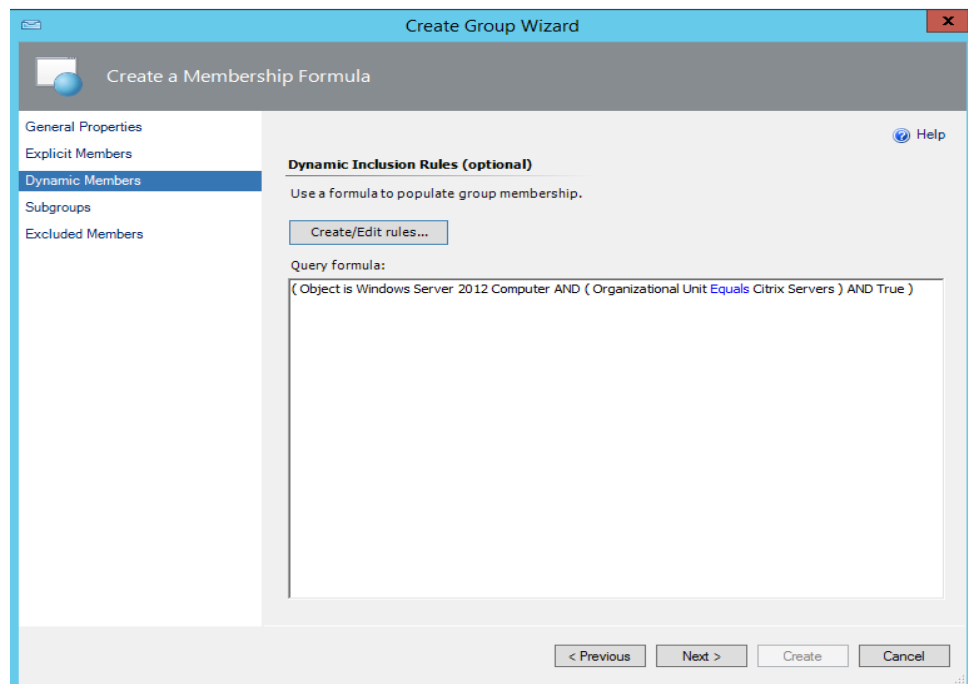 Create Group Wizard
x
Create a Membership Formula
General Properties
Explicit Members
Dynamic Members
Subgroups
Excluded Members
Help
Dynamic Inclusion Rules (optional)
Use a formula to populate group membership.
Create/Edit rules...
Query formula:
( Object is Windows Server 2012 Computer AND ( Organizational Unit Equals Citrix Servers ) AND True )
< Previous
Next >
Create
Cancel